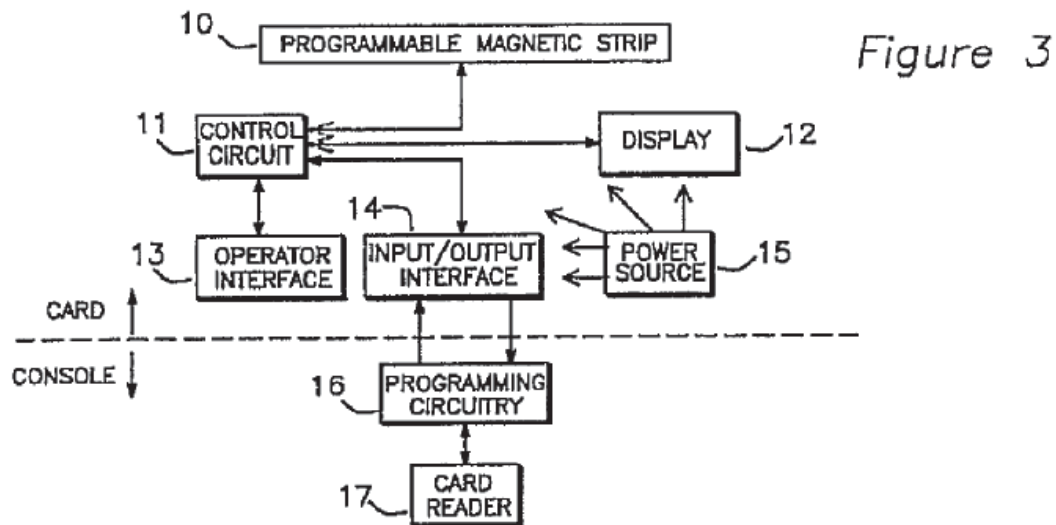 10
PROGRAMMABLE MAGNETIC STRIP
Figure 3
11
CONTROL
CIRCUIT
DISPLAY
12
14
13
OPERATOR
INTERFACE
INPUT/OUTPUT
INTERFACE
POWER
SOURCE
15
CARD
CONSOLE
16
PROGRAMMING
CIRCUITRY
17
CARD
READER